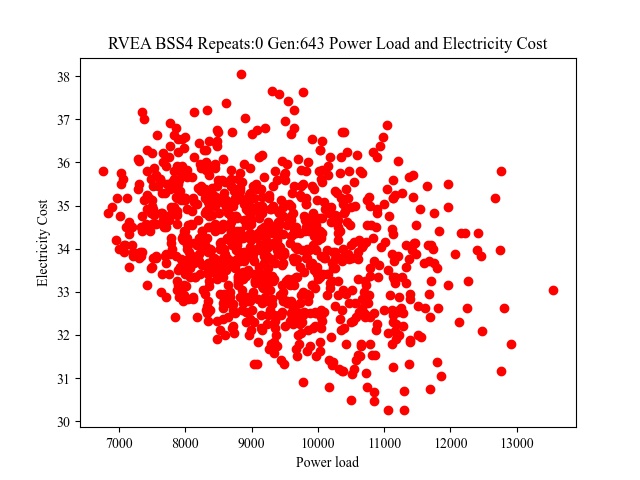 RVEA BSS4 Repeats:0 Gen:643 Power Load and Electricity Cost
38
37
36
35
34
33
32
31
30
Electricity Cost
7000 8000 9000 10000 11000 12000 13000
Power load